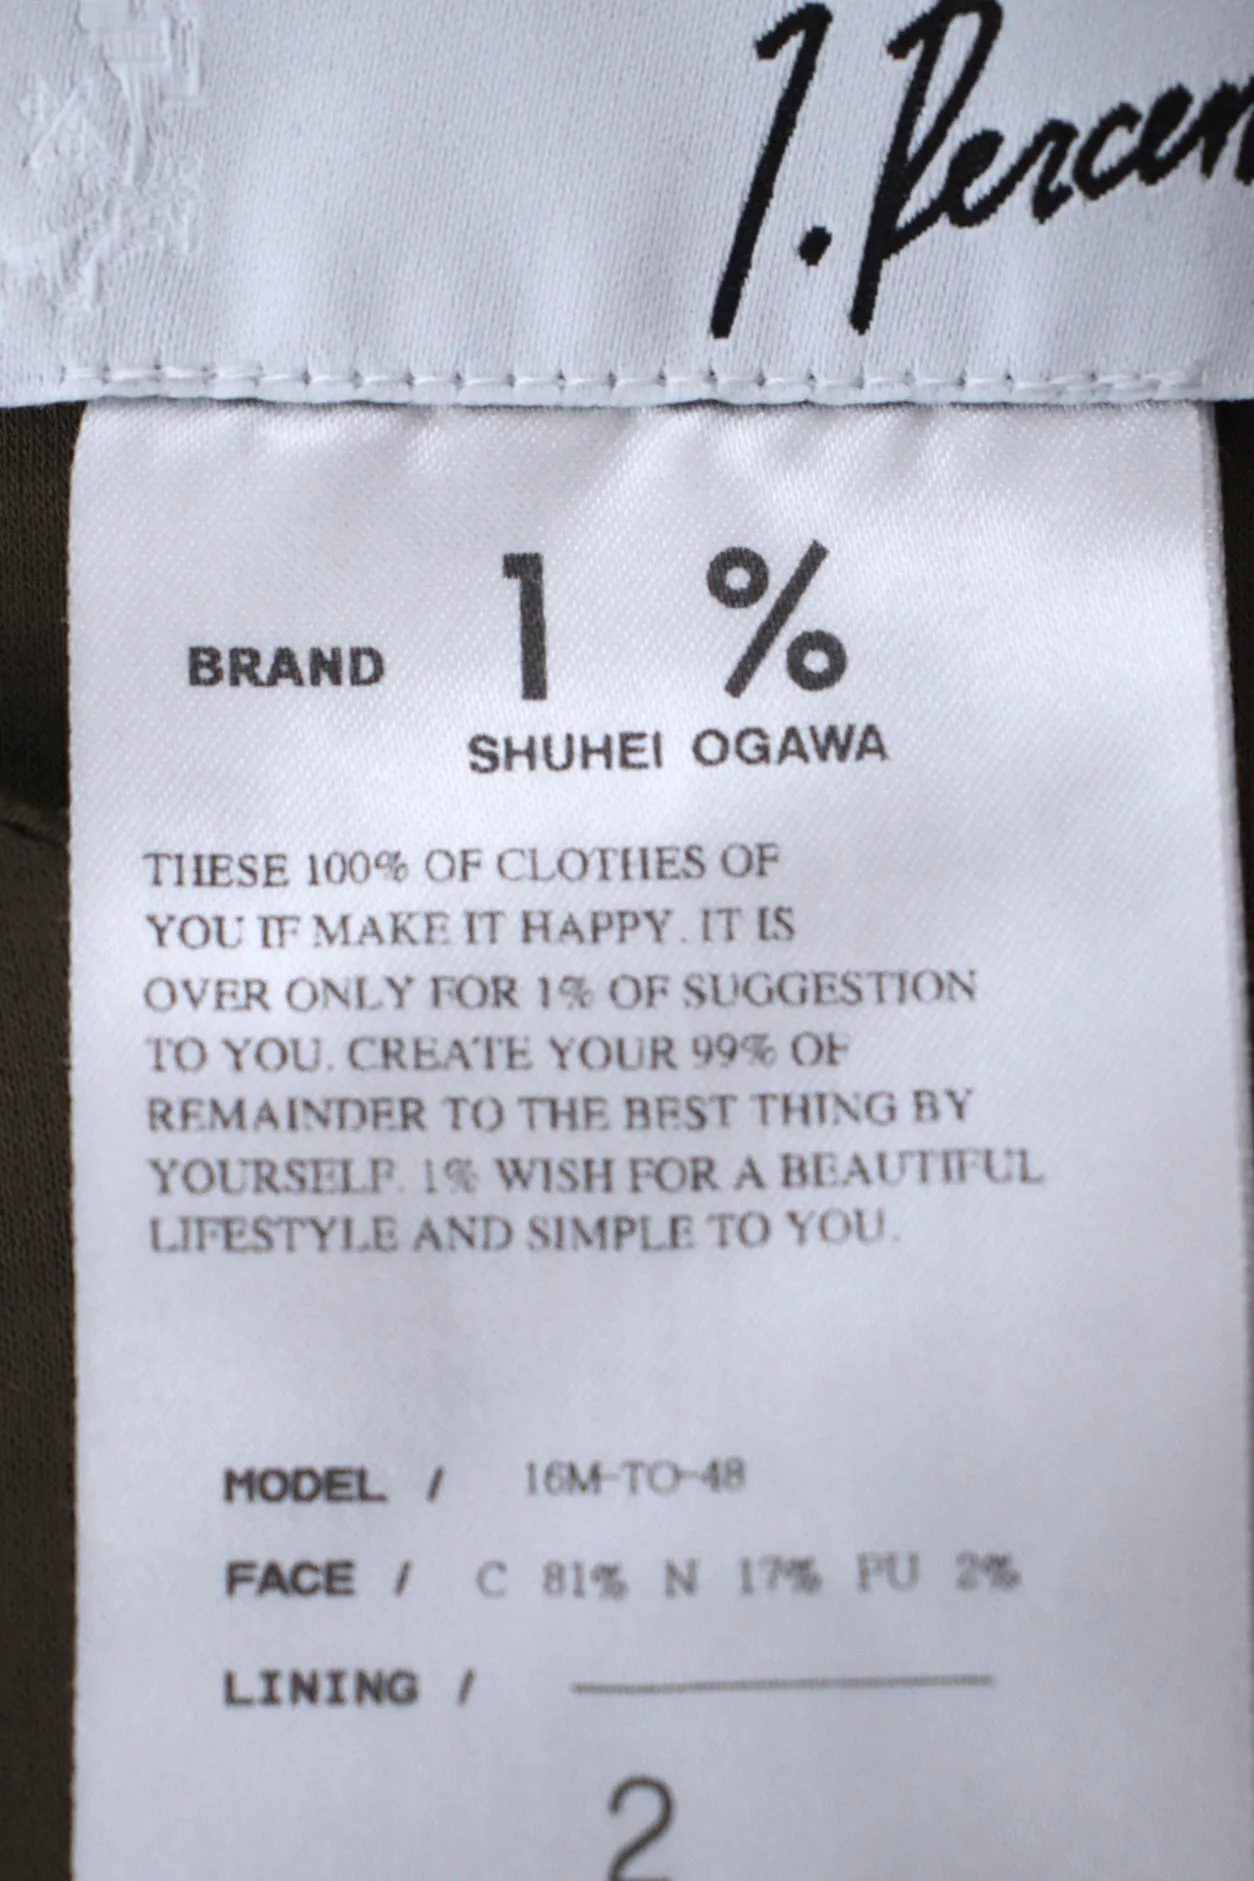 1.Percen
BRAND 1 %
SHUHEI OGAWA
THESE 100% OF CLOTHES OF
YOU IF MAKE IT HAPPY. IT IS
OVER ONLY FOR 1% OF SUGGESTION
TO YOU. CREATE YOUR 99% OF
REMAINDER TO THE BEST THING BY
YOURSELF. 1% WISH FOR A BEAUTIFUL
LIFESTYLE AND SIMPLE TO YOU.
MODEL / 16M-TO-48
FACE / C 81% N 17% PU 2%
LINING /
2